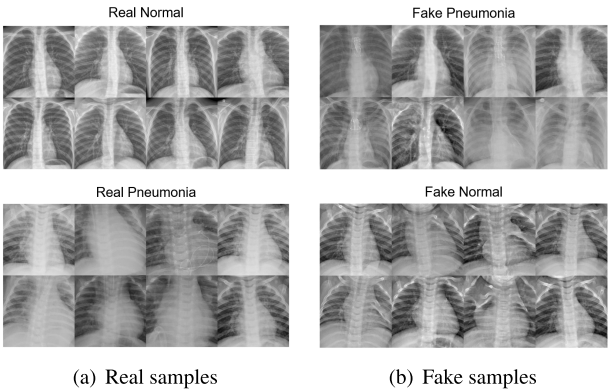 Real Normal
Fake Pneumonia
Real Pneumonia
Fake Normal
(a) Real samples
(b) Fake samples